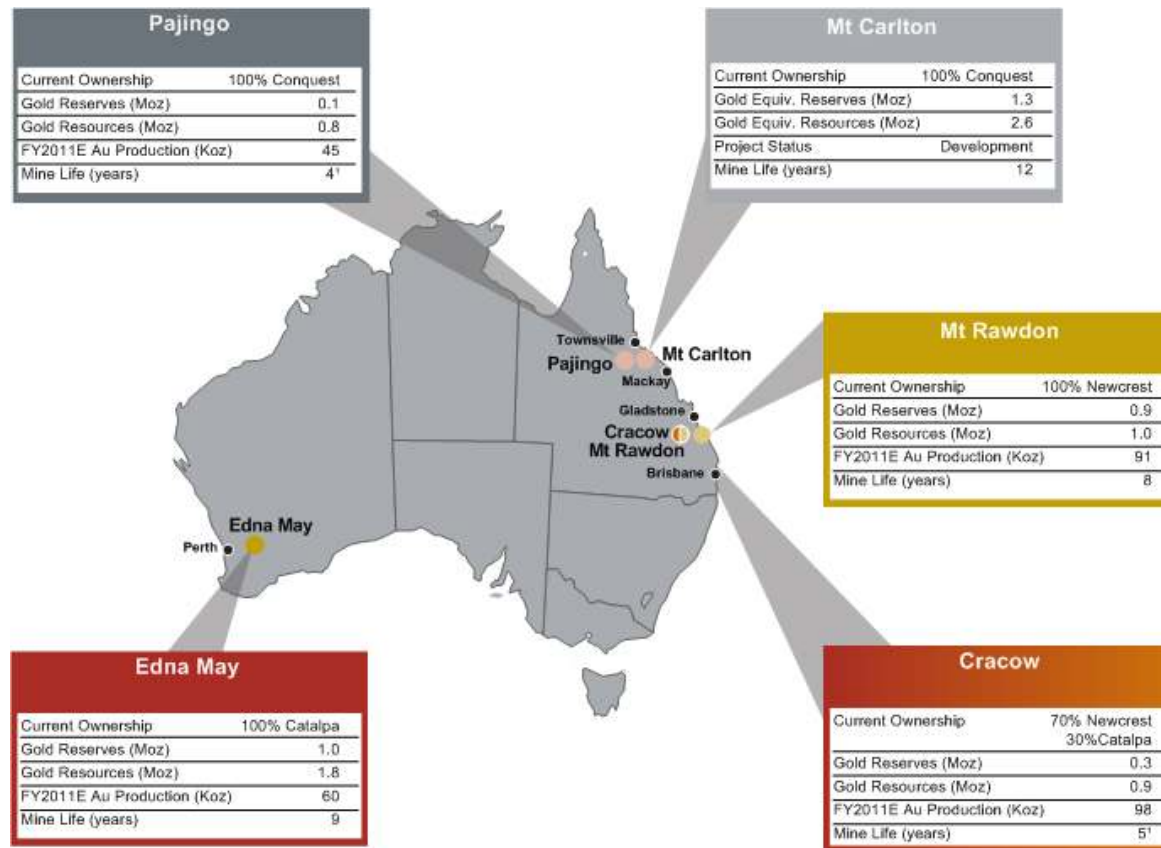 Pajingo
Current Ownership 100% Conquest
Gold Reserves (Moz) 0.1
Gold Resources (Moz) 0.8
FY2011E Au Production (Koz) 45
Mine Life (years) 4¹
Mt Carlton
Current Ownership 100% Conquest
Gold Equiv. Reserves (Moz) 1.3
Gold Equiv. Resources (Moz) 2.6
Project Status Development
Mine Life (years) 12
Townsville
Pajingo
Mt Carlton
Mackay
Gladstone
Cracow
Mt Rawdon
Brisbane
Edna May
Perth
Mt Rawdon
Current Ownership 100% Newcrest
Gold Reserves (Moz) 0.9
Gold Resources (Moz) 1.0
FY2011E Au Production (Koz) 91
Mine Life (years) 8
Edna May
Current Ownership 100% Catalpa
Gold Reserves (Moz) 1.0
Gold Resources (Moz) 1.8
FY2011E Au Production (Koz) 60
Mine Life (years) 9
Cracow
Current Ownership 70% Newcrest
30%Catalpa
Gold Reserves (Moz) 0.3
Gold Resources (Moz) 0.9
FY2011E Au Production (Koz) 98
Mine Life (years) 5¹